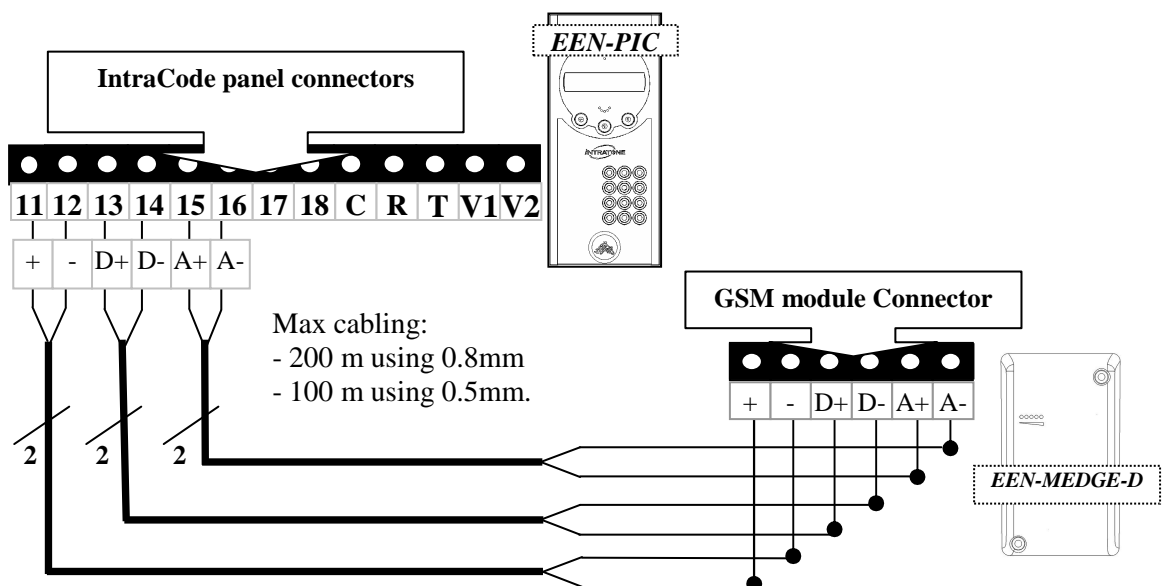 EEN-PIC
IntraCode panel connectors
INTRATONE
11 12 13 14 15 16 17 18 C R T V1 V2
+ - D+ D- A+ A-
Max cabling:
- 200 m using 0.8mm
- 100 m using 0.5mm.
2 2 2
GSM module Connector
+ - D+ D- A+ A-
EEN-MEDGE-D